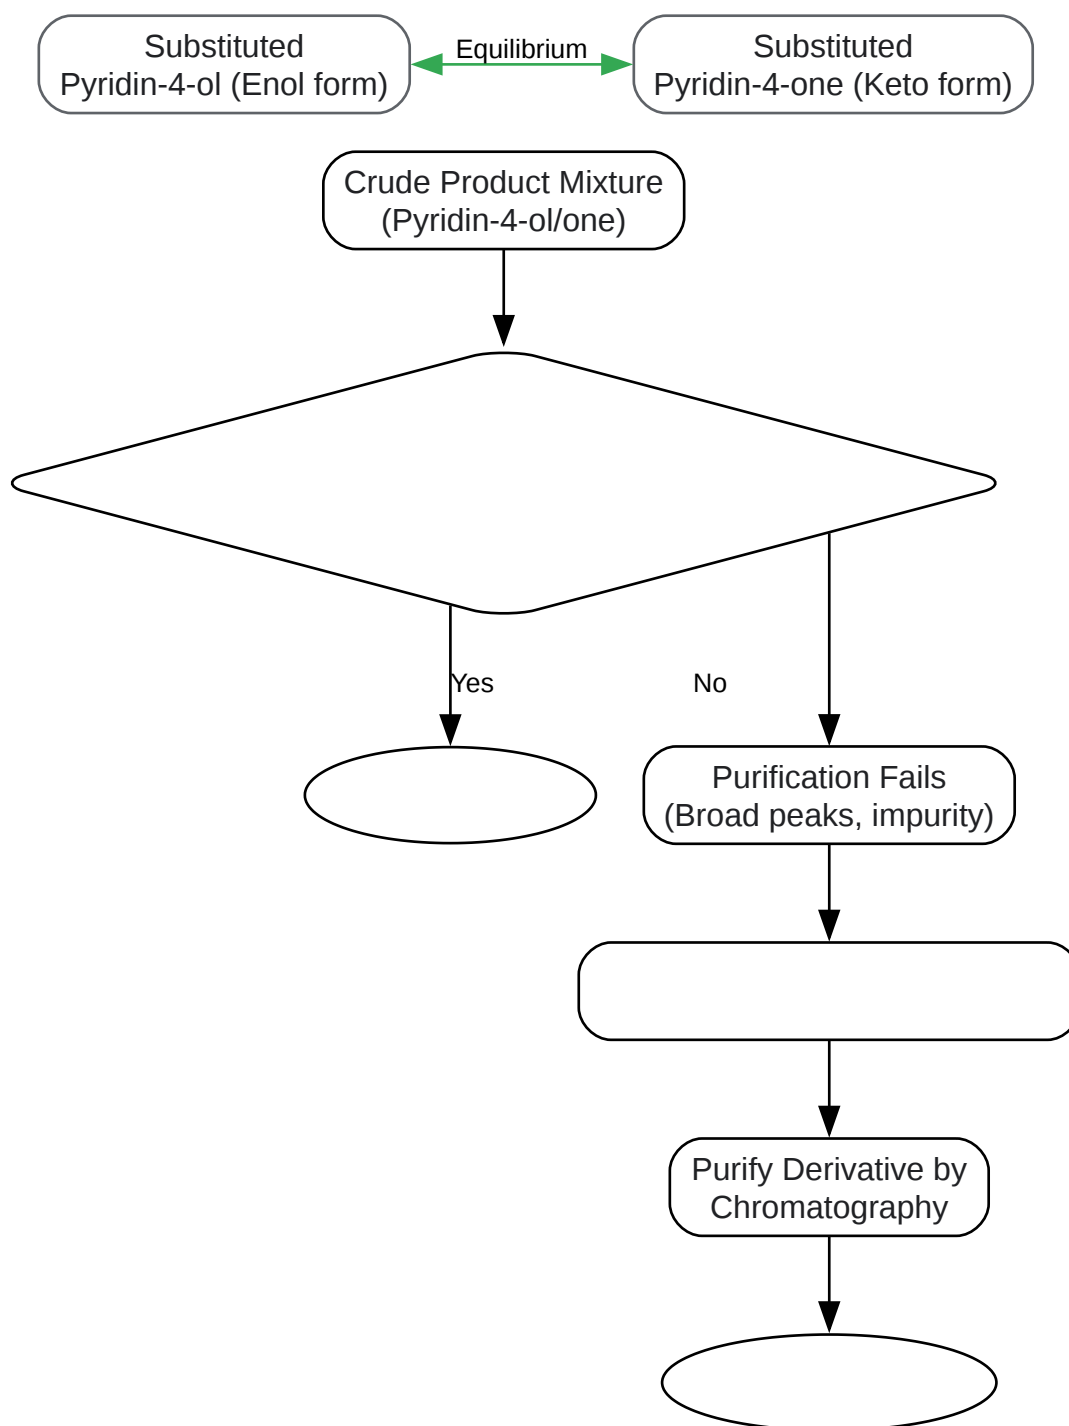 Substituted
Pyridin-4-ol (Enol form)
Equilibrium
Substituted
Pyridin-4-one (Keto form)
Crude Product Mixture
(Pyridin-4-ol/one)
Yes
No
Purification Fails
(Broad peaks, impurity)
Purify Derivative by
Chromatography